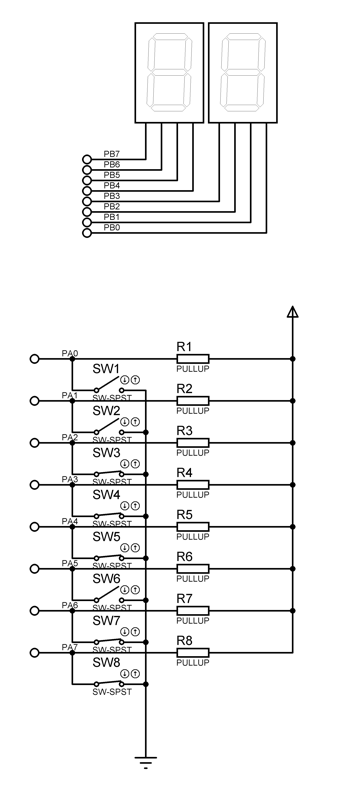 PB7
PB6
PB5
PB4
PB3
PB2
PB1
PB0
PA0
R1
PULLUP
SW1
SW-SPST
PA1
R2
PULLUP
SW2
SW-SPST
PA2
R3
PULLUP
SW3
SW-SPST
PA3
R4
PULLUP
SW4
SW-SPST
PA4
R5
PULLUP
SW5
SW-SPST
PA5
R6
PULLUP
SW6
SW-SPST
PA6
R7
PULLUP
SW7
SW-SPST
PA7
R8
PULLUP
SW8
SW-SPST